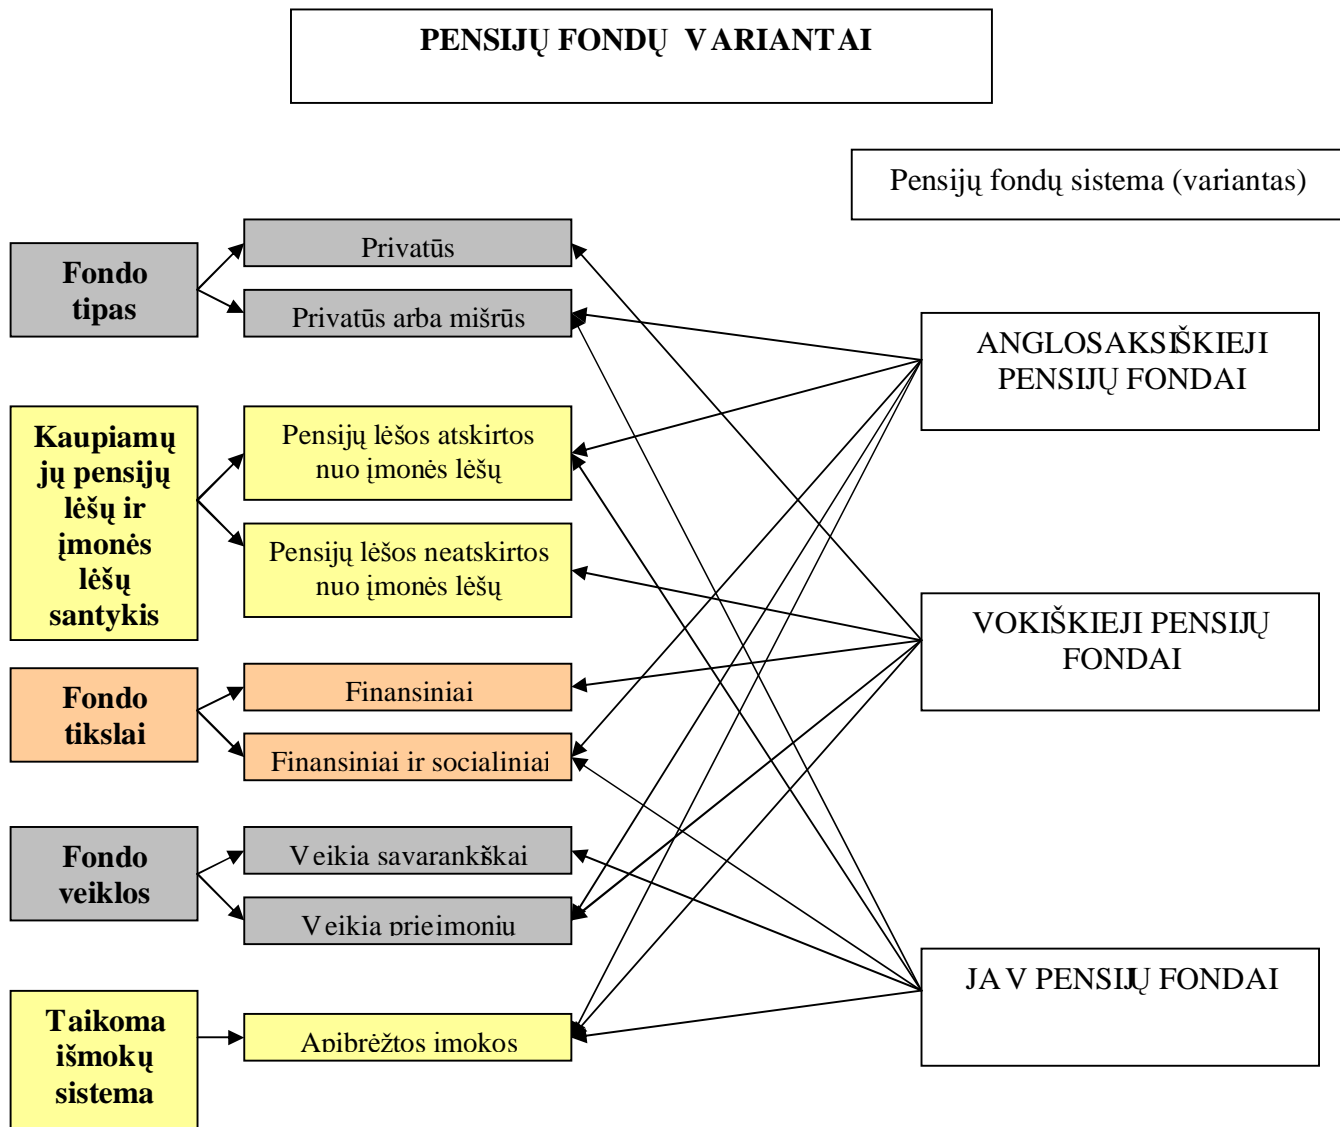 PENSIJŲ FONDŲ VARIANTAI
Pensijų fondų sistema (variantas)
Fondo
tipas
Privatūs
Privatūs arba mišrūs
ANGLOSAKSIŠKIEJI
PENSIJŲ FONDAI
Kaupiamų
jų pensijų
lėšų ir
įmonės
lėšų
santykis
Pensijų lėšos atskirtos
nuo įmonės lėšų
Pensijų lėšos neatskirtos
nuo įmonės lėšų
VOKIŠKIEJI PENSIJŲ
FONDAI
Fondo
tikslai
Finansiniai
Finansiniai ir socialiniai
Fondo
veiklos
Veikia savarankiškai
Veikia prie įmonių
JAV PENSIJŲ FONDAI
Taikoma
išmokų
sistema
Apibrėžtos įmokos